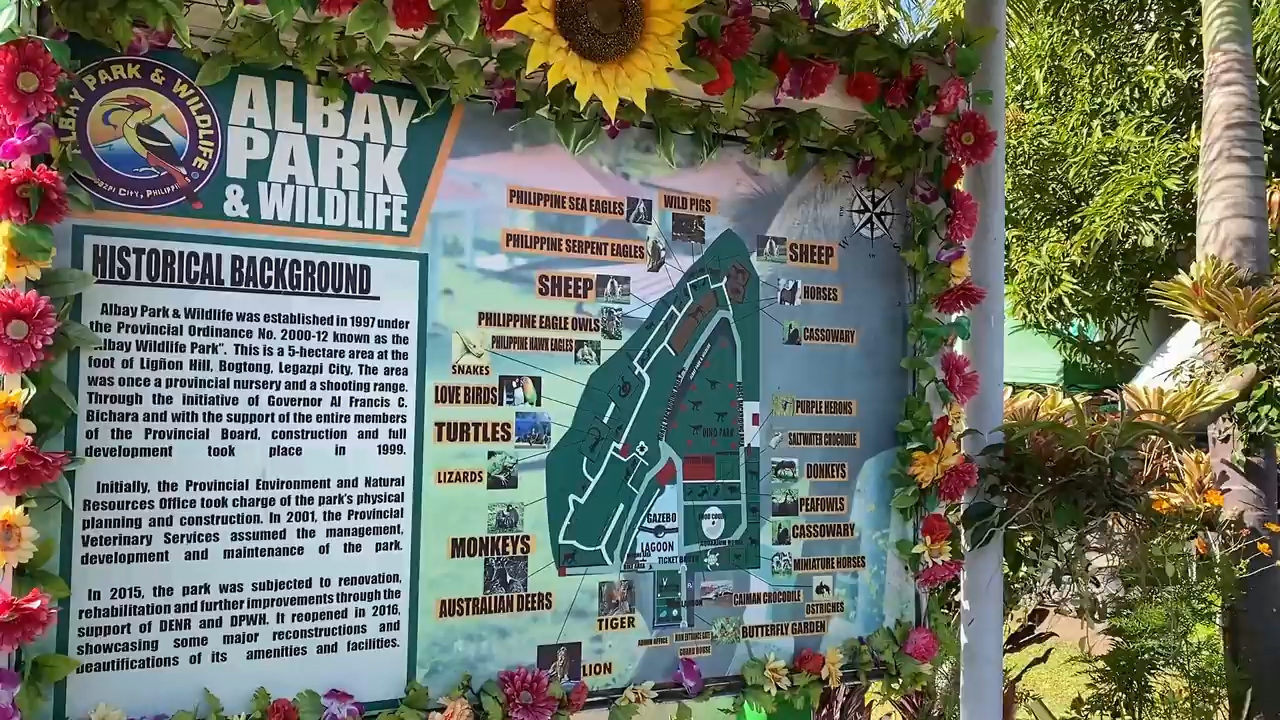 ALBAY PARK & WILDLIFE
ALBAY
PARK
& WILDLIFE
HISTORICAL BACKGROUND
Albay Park & Wildlife was established in 1997 under
the Provincial Ordinance No. 2000-12 known as the
lbay Wildlife Park". This is a 5-hectare area at the
foot of Ligñon Hill, Bogtong, Legazpi City. The area
was once a provincial nursery and a shooting range.
Through the initiative of Governor Al Francis C.
Bichara and with the support of the entire members
of the Provincial Board, construction and full
development took place in 1999.
Initially, the Provincial Environment and Natural
Resources Office took charge of the park's physical
planning and construction. In 2001, the Provincial
Veterinary Services assumed the management,
development and maintenance of the park.
In 2015, the park was subjected to renovation,
rehabilitation and further improvements through the
support of DENR and DPWH. It reopened in 2016,
showcasing some major reconstructions and
beautifications of its amenities and facilities.
PHILIPPINE SEA EAGLES
WILD PIGS
PHILIPPINE SERPENT EAGLES
SHEEP
SHEEP
HORSES
PHILIPPINE EAGLE OWLS
CASSOWARY
PHILIPPINE HAWK EAGLES
SNAKES
LOVE BIRDS
PURPLE HERONS
TURTLES
DINO PARK
SALTWATER CROCODILE
LIZARDS
DONKEYS
PEAFOWLS
GAZEBO
CASSOWARY
MONKEYS
LAGOON
TICKET BOOTH
MINIATURE HORSES
AUSTRALIAN DEERS
TIGER
CAIMAN CROCODILE
OSTRICHES
BUTTERFLY GARDEN
GUARD HOUSE
LION